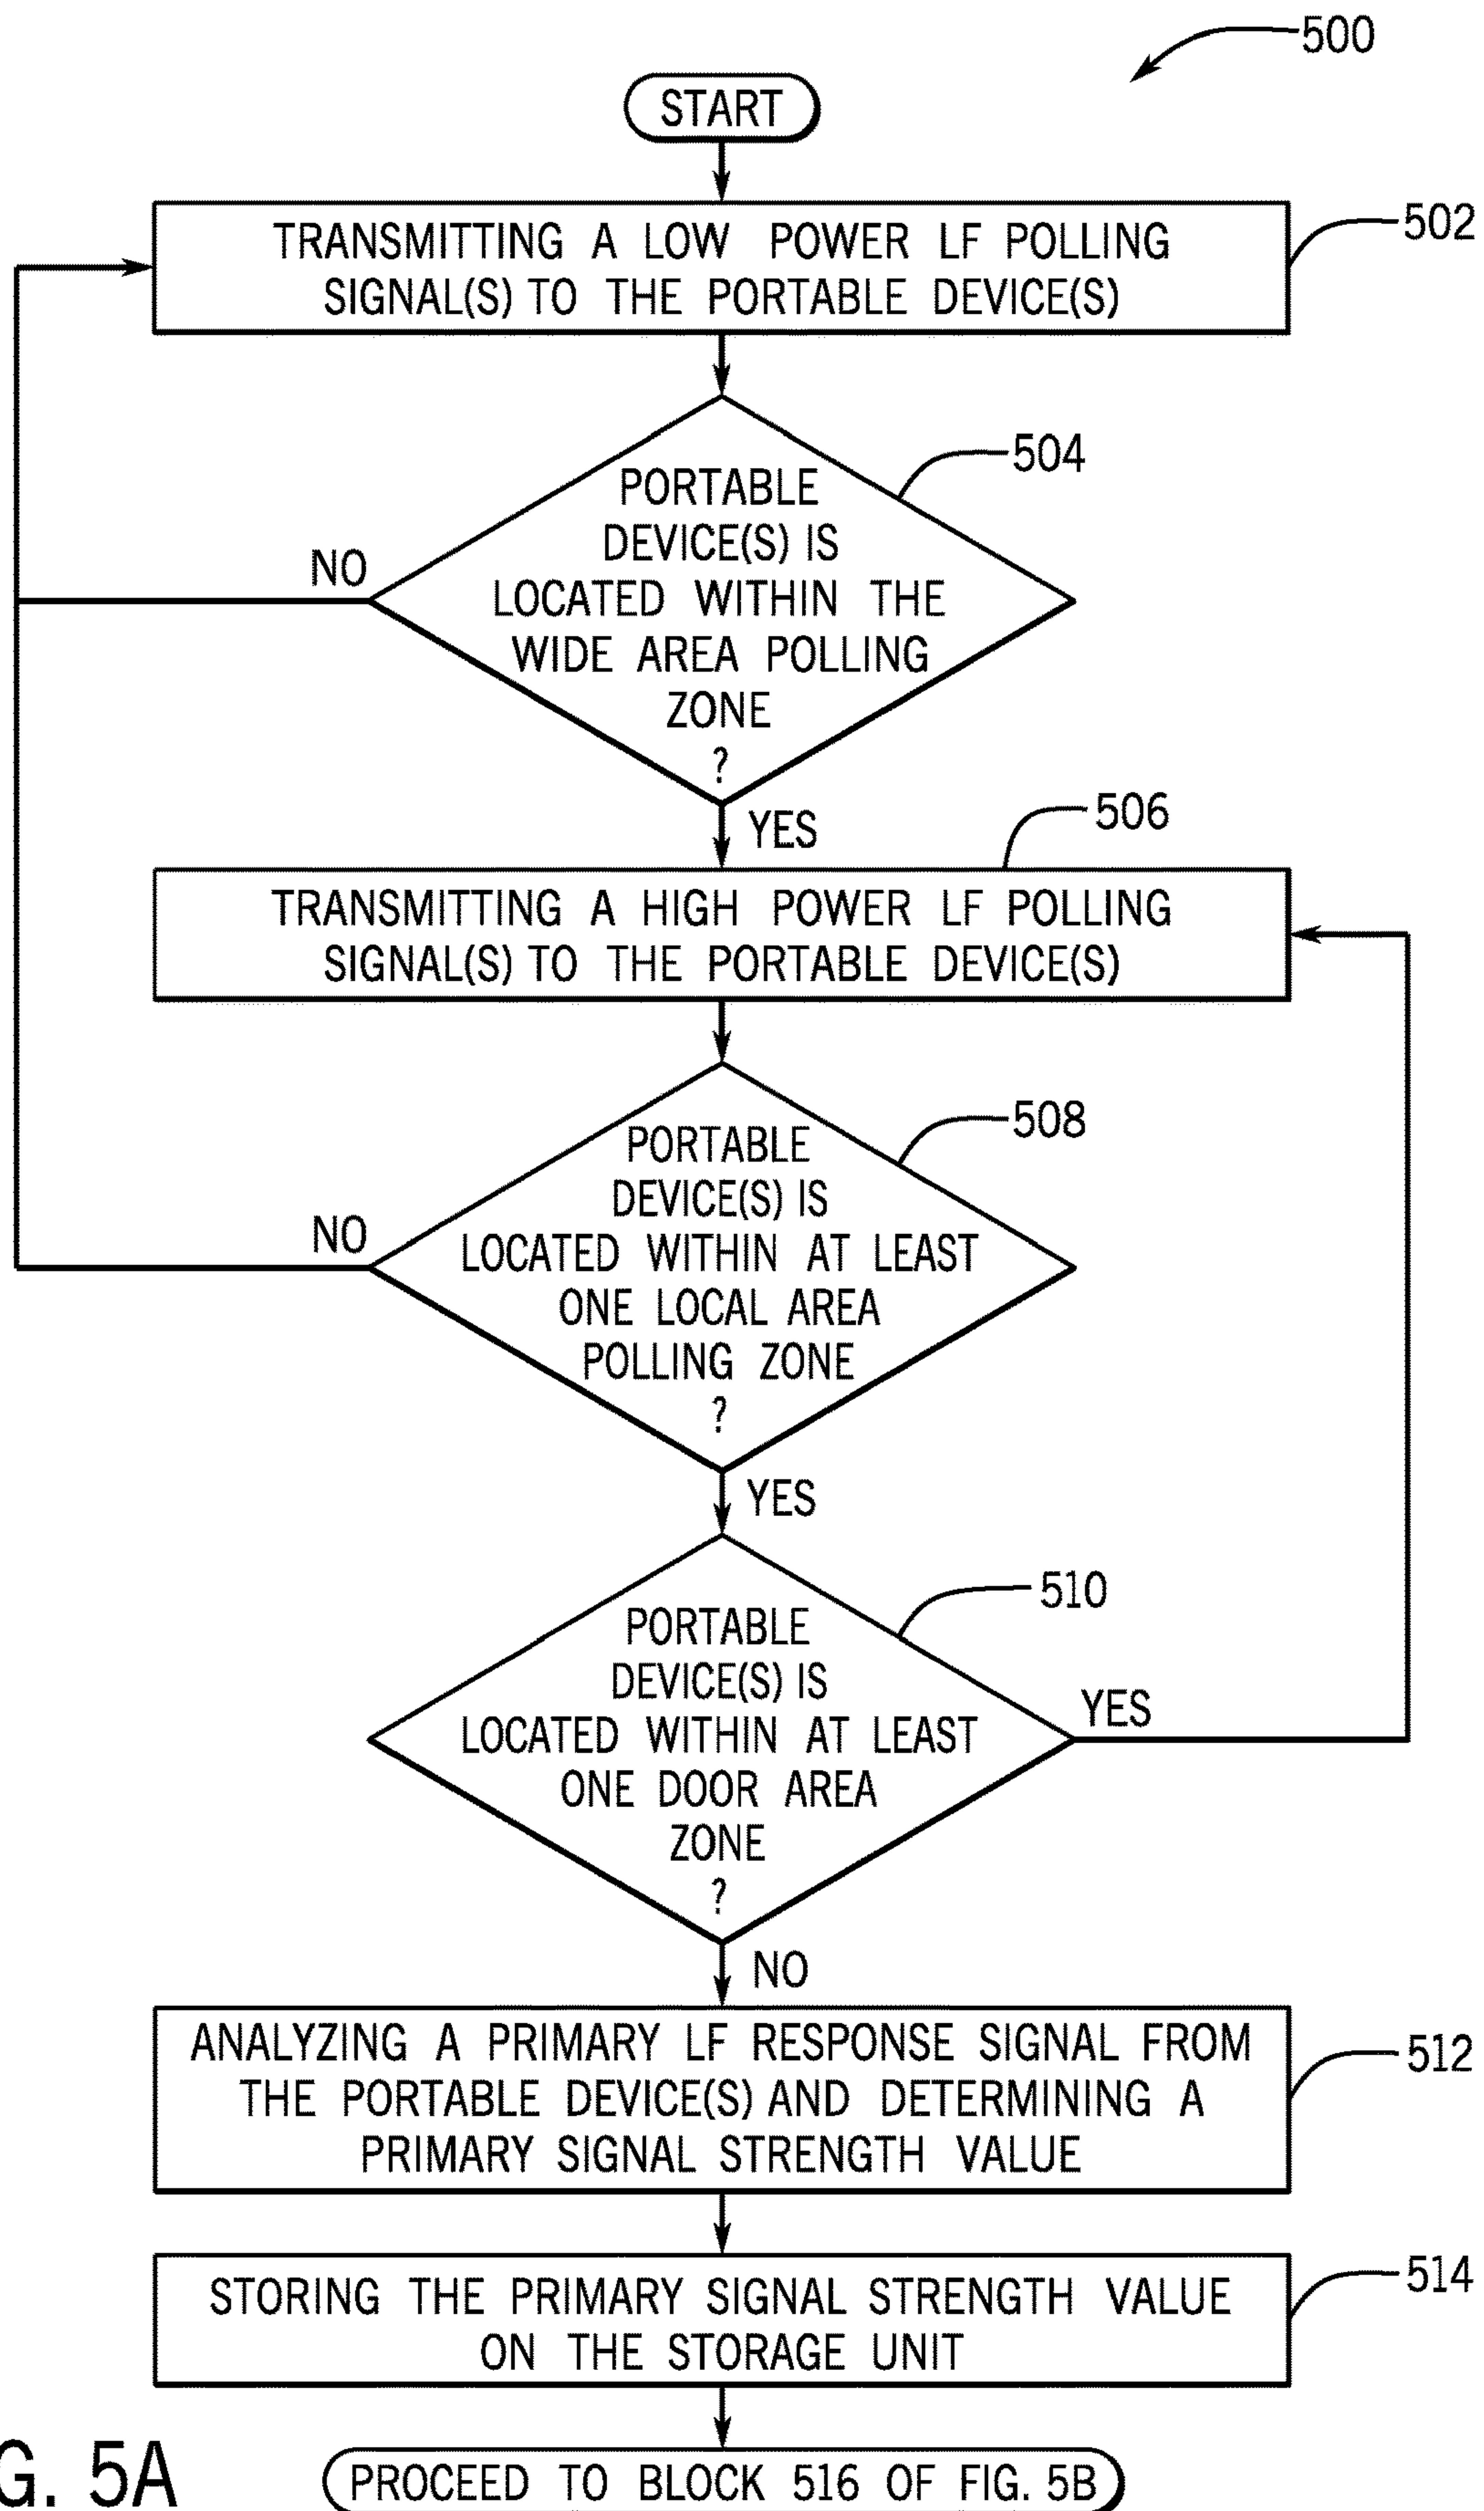 500
START
TRANSMITTING A LOW POWER LF POLLING
SIGNAL(S) TO THE PORTABLE DEVICE(S)
502
PORTABLE
DEVICE(S) IS
LOCATED WITHIN THE
WIDE AREA POLLING
ZONE
?
504
NO
YES
506
TRANSMITTING A HIGH POWER LF POLLING
SIGNAL(S) TO THE PORTABLE DEVICE(S)
PORTABLE
DEVICE(S) IS
LOCATED WITHIN AT LEAST
ONE LOCAL AREA
POLLING ZONE
?
508
NO
YES
PORTABLE
DEVICE(S) IS
LOCATED WITHIN AT LEAST
ONE DOOR AREA
ZONE
?
510
YES
NO
ANALYZING A PRIMARY LF RESPONSE SIGNAL FROM
THE PORTABLE DEVICE(S) AND DETERMINING A
PRIMARY SIGNAL STRENGTH VALUE
512
STORING THE PRIMARY SIGNAL STRENGTH VALUE
ON THE STORAGE UNIT
514
PROCEED TO BLOCK 516 OF FIG. 5B
G. 5A